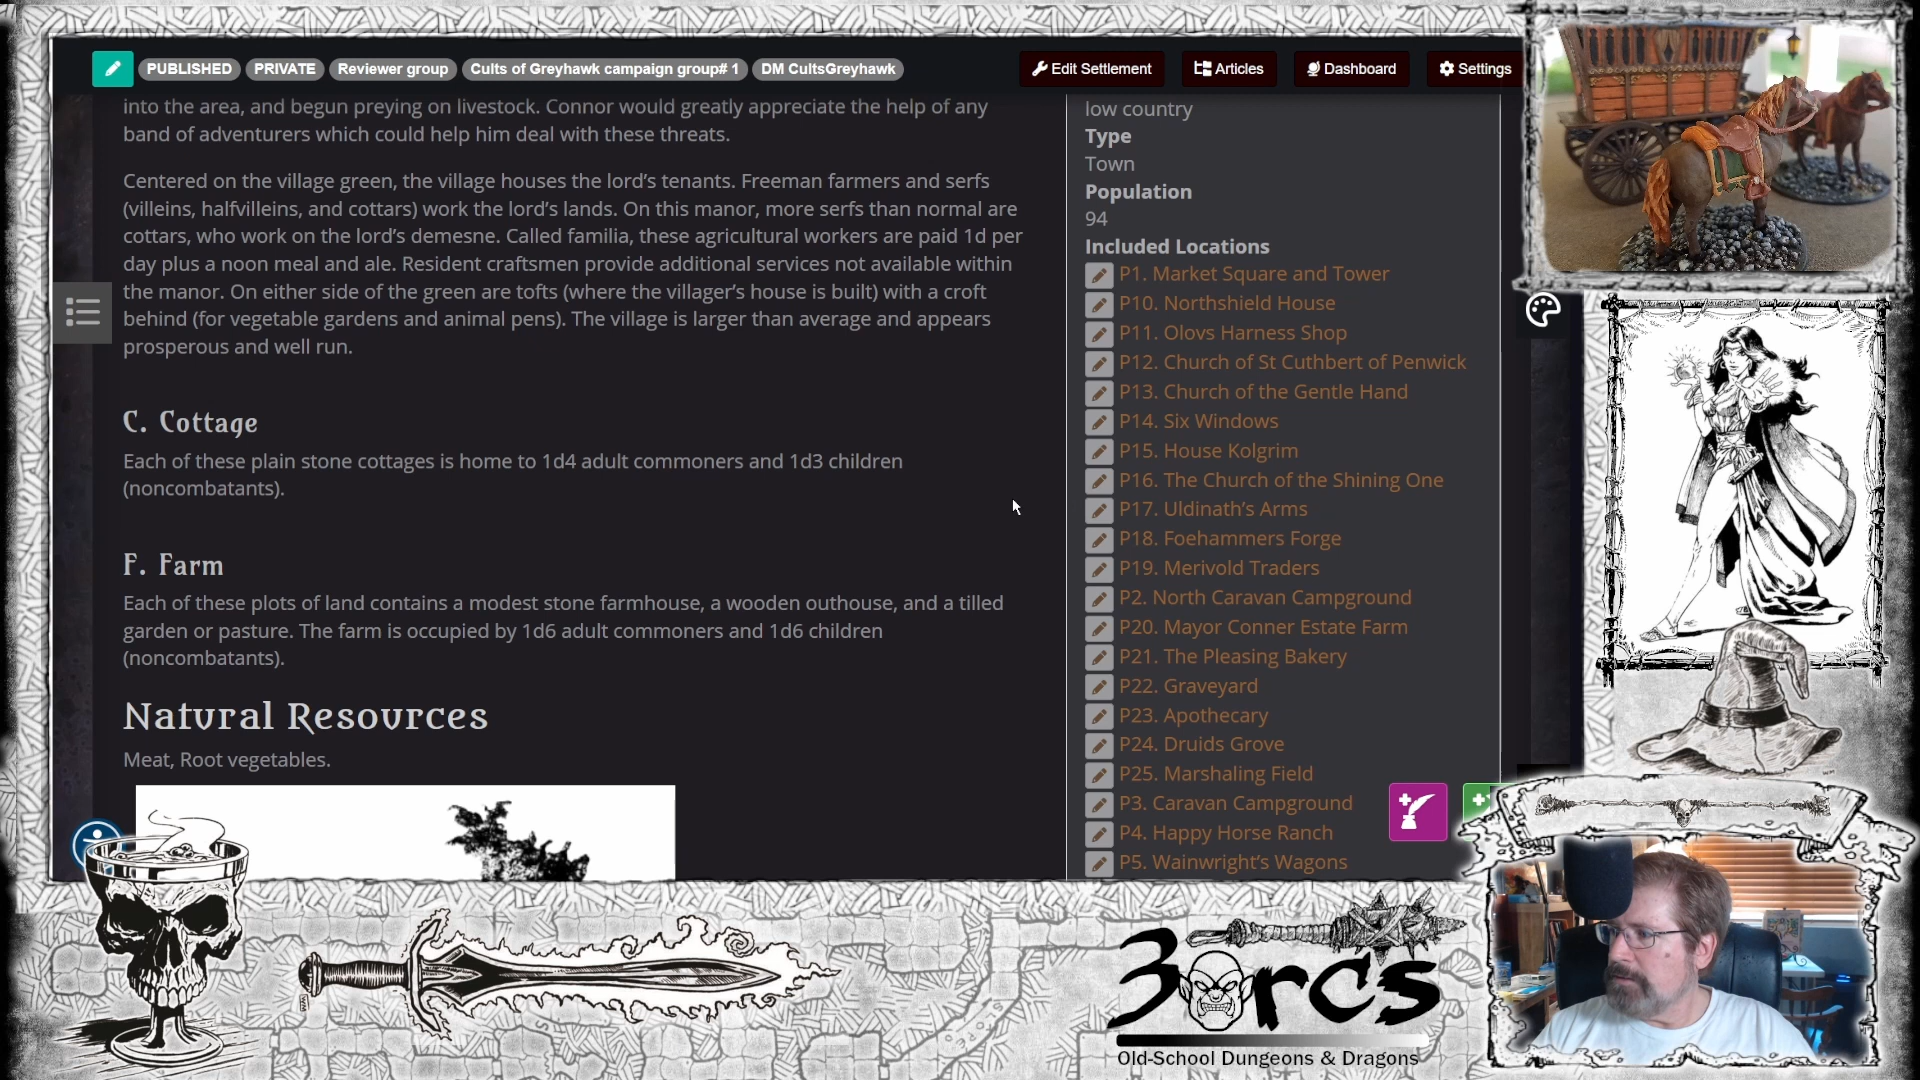 PUBLISHED PRIVATE Reviewer group Cults of Greyhawk campaign group# 1 DM CultsGreyhawk
Edit Settlement Articles Dashboard Settings
into the area, and begun preying on livestock. Connor would greatly appreciate the help of any
band of adventurers which could help him deal with these threats.
Centered on the village green, the village houses the lord's tenants. Freeman farmers and serfs
(villeins, halfvilleins, and cottars) work the lord's lands. On this manor, more serfs than normal are
cottars, who work on the lord's demesne. Called familia, these agricultural workers are paid 1d per
day plus a noon meal and ale. Resident craftsmen provide additional services not available within
the manor. On either side of the green are tofts (where the villager's house is built) with a croft
behind (for vegetable gardens and animal pens). The village is larger than average and appears
prosperous and well run.
C. Cottage
Each of these plain stone cottages is home to 1d4 adult commoners and 1d3 children
(noncombatants).
F. Farm
Each of these plots of land contains a modest stone farmhouse, a wooden outhouse, and a tilled
garden or pasture. The farm is occupied by 1d6 adult commoners and 1d6 children
(noncombatants).
Natural Resources
Meat, Root vegetables.
low country
Type
Town
Population
94
Included Locations
P1. Market Square and Tower
P10. Northshield House
P11. Olovs Harness Shop
P12. Church of St Cuthbert of Penwick
P13. Church of the Gentle Hand
P14. Six Windows
P15. House Kolgrim
P16. The Church of the Shining One
P17. Uldinath's Arms
P18. Foehammers Forge
P19. Merivold Traders
P2. North Caravan Campground
P20. Mayor Conner Estate Farm
P21. The Pleasing Bakery
P22. Graveyard
P23. Apothecary
P24. Druids Grove
P25. Marshaling Field
P3. Caravan Campground
P4. Happy Horse Ranch
P5. Wainwright's Wagons
3 orcs
Old-School Dungeons & Dragons